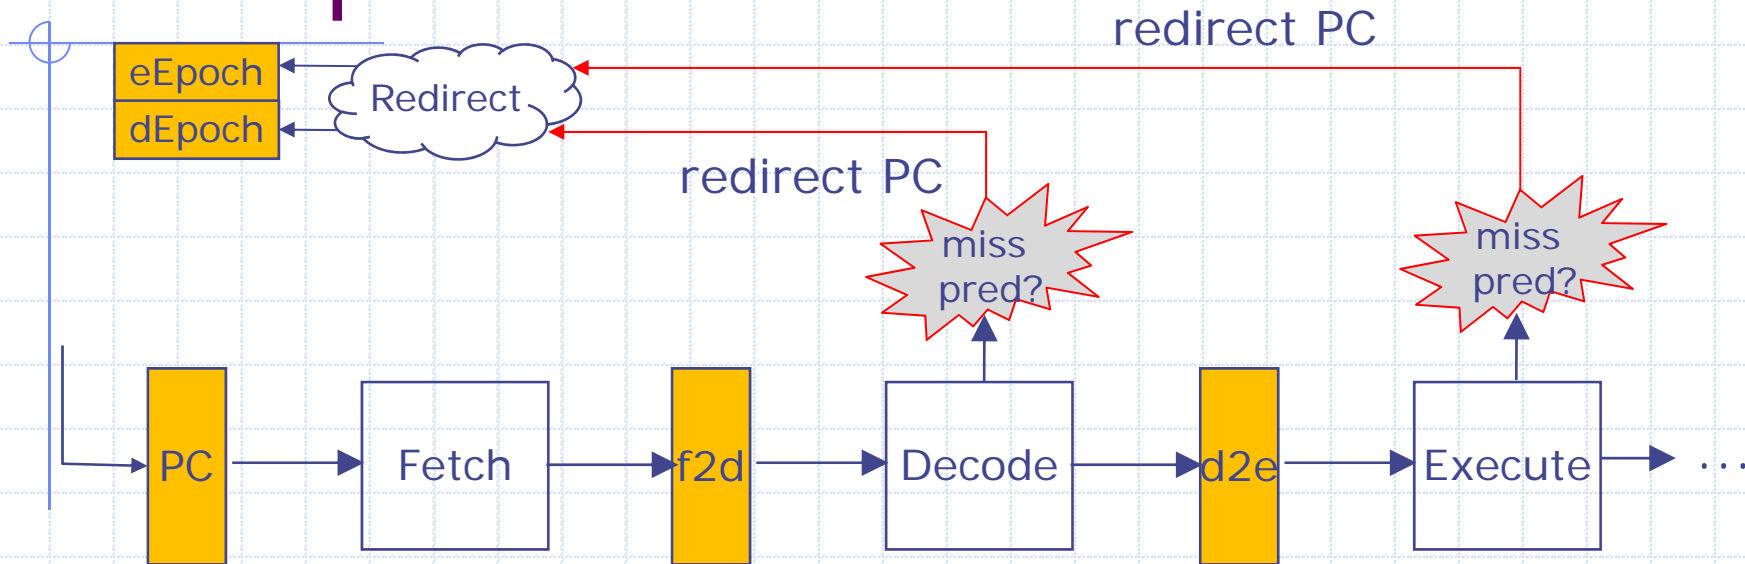 redirect PC
eEpoch
Redirect
dEpoch
redirect PC
miss
pred?
miss
pred?
PC
Fetch
f2d
Decode
d2e
Execute
...